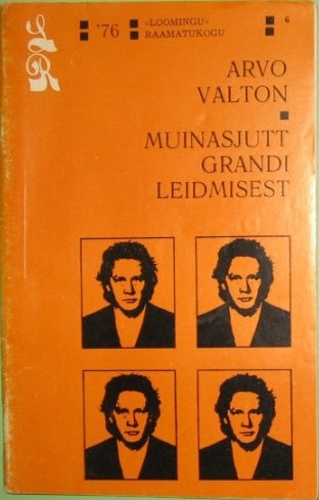 LR
'76
«LOOMINGU»
RAAMATUKOGU
6
ARVO
VALTON
MUINASJUTT
GRANDI
LEIDMISEST